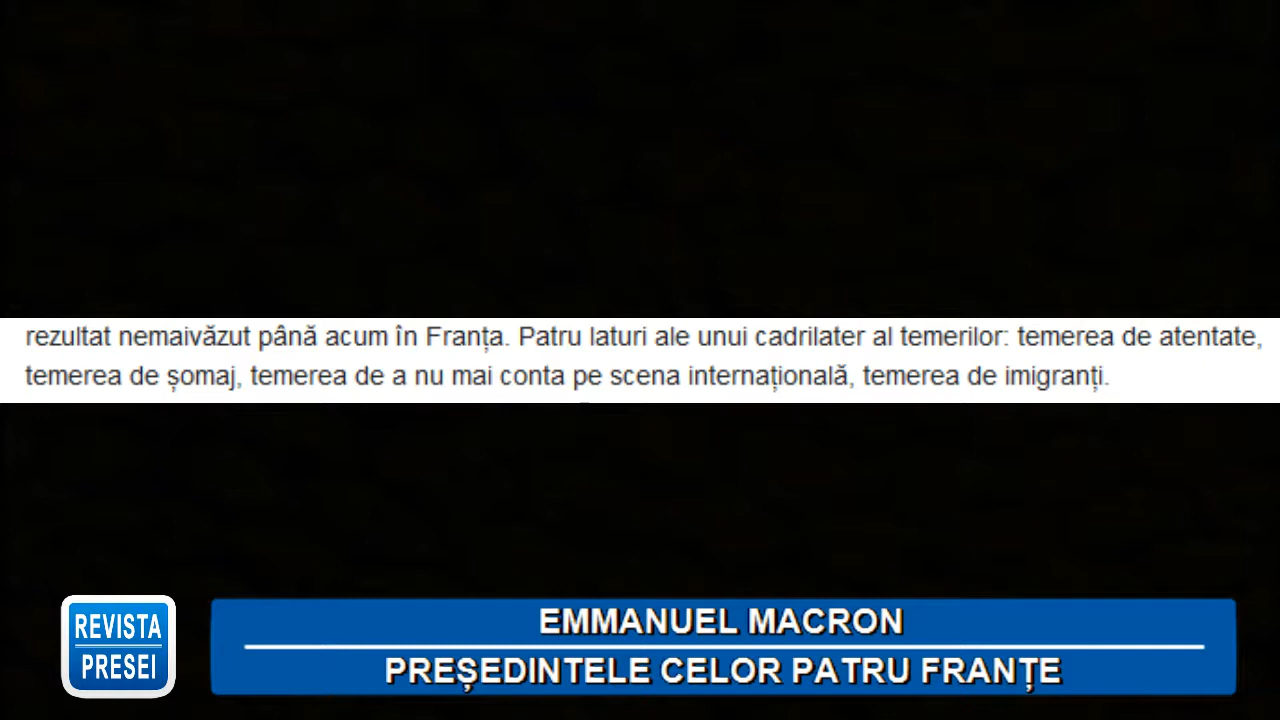 rezultat nemaivăzut până acum în Franța. Patru laturi ale unui cadrilater al temerilor: temerea de atentate,
temerea de șomaj, temerea de a nu mai conta pe scena internațională, temerea de imigranți.
REVISTA
PRESEI
EMMANUEL MACRON
PREȘEDINTELE CELOR PATRU FRANȚE